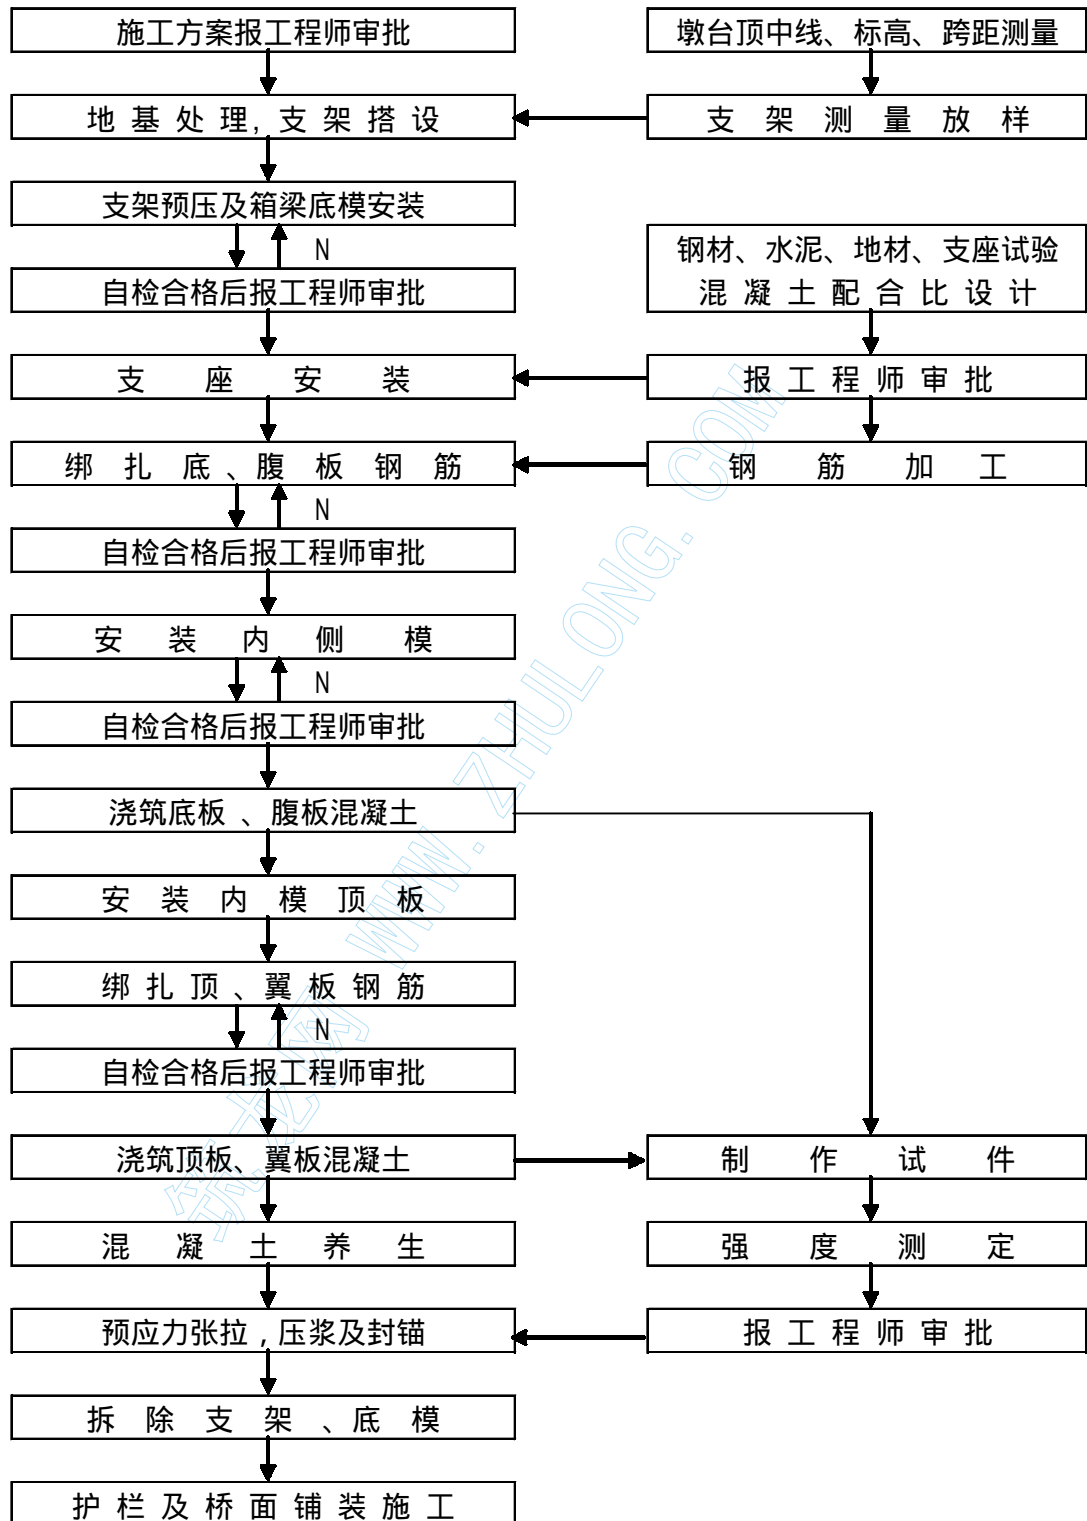 施工方案报工程师审批
墩台顶中线、标高、跨距测量
地基处理,支架搭设
支架测量放样
支架预压及箱梁底模安装
N
钢材、水泥、地材、支座试验
混凝土配合比设计
自检合格后报工程师审批
支座安装
报工程师审批
绑扎底、腹板钢筋
钢筋加工
N
自检合格后报工程师审批
安装内侧模
N
自检合格后报工程师审批
浇筑底板、腹板混凝土
安装内模顶板
绑扎顶、翼板钢筋
N
自检合格后报工程师审批
浇筑顶板、翼板混凝土
制作试件
混凝土养生
强度测定
预应力张拉,压浆及封锚
报工程师审批
拆除支架、底模
护栏及桥面铺装施工
筑龙网 WWW.ZHULONG.COM